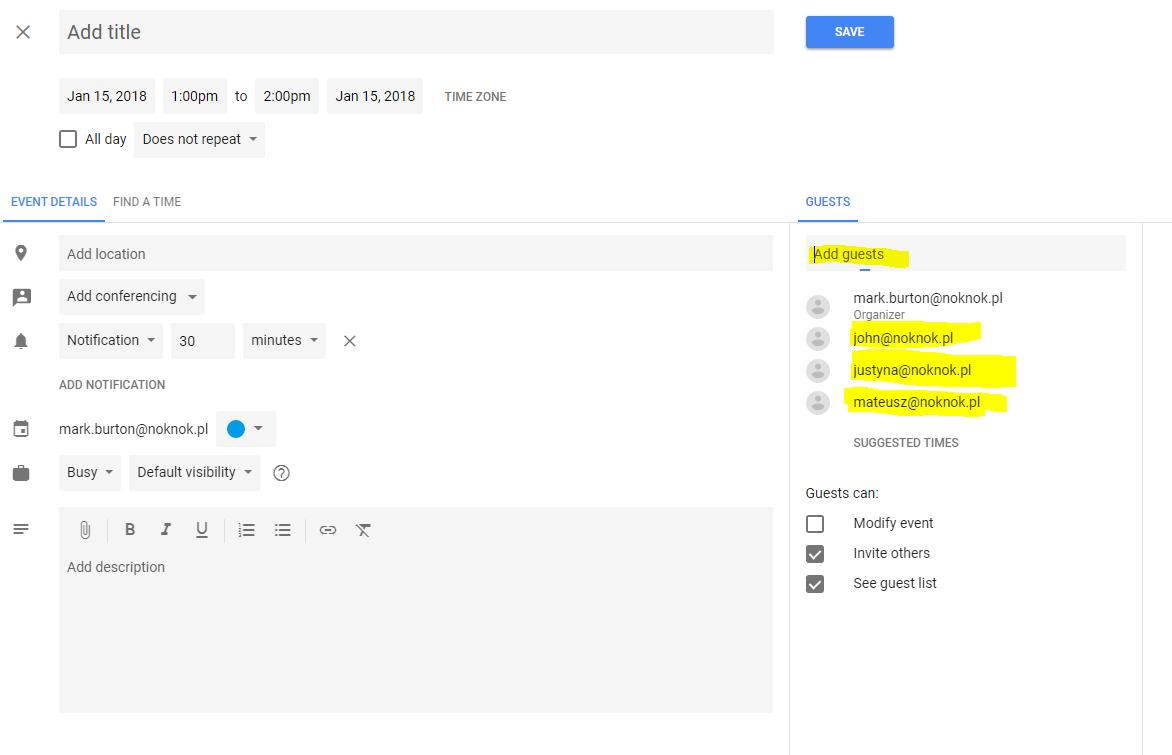 Add title
SAVE
Jan 15, 2018 1:00pm to 2:00pm Jan 15, 2018 TIME ZONE
All day Does not repeat
EVENT DETAILS FIND A TIME
Add location
Add conferencing
Notification 30 minutes
ADD NOTIFICATION
mark.burton@noknok.pl
Busy Default visibility ?
B I U
Add description
GUESTS
Add guests
mark.burton@noknok.pl
Organizer
john@noknok.pl
justyna@noknok.pl
mateusz@noknok.pl
SUGGESTED TIMES
Guests can:
Modify event
Invite others
See guest list